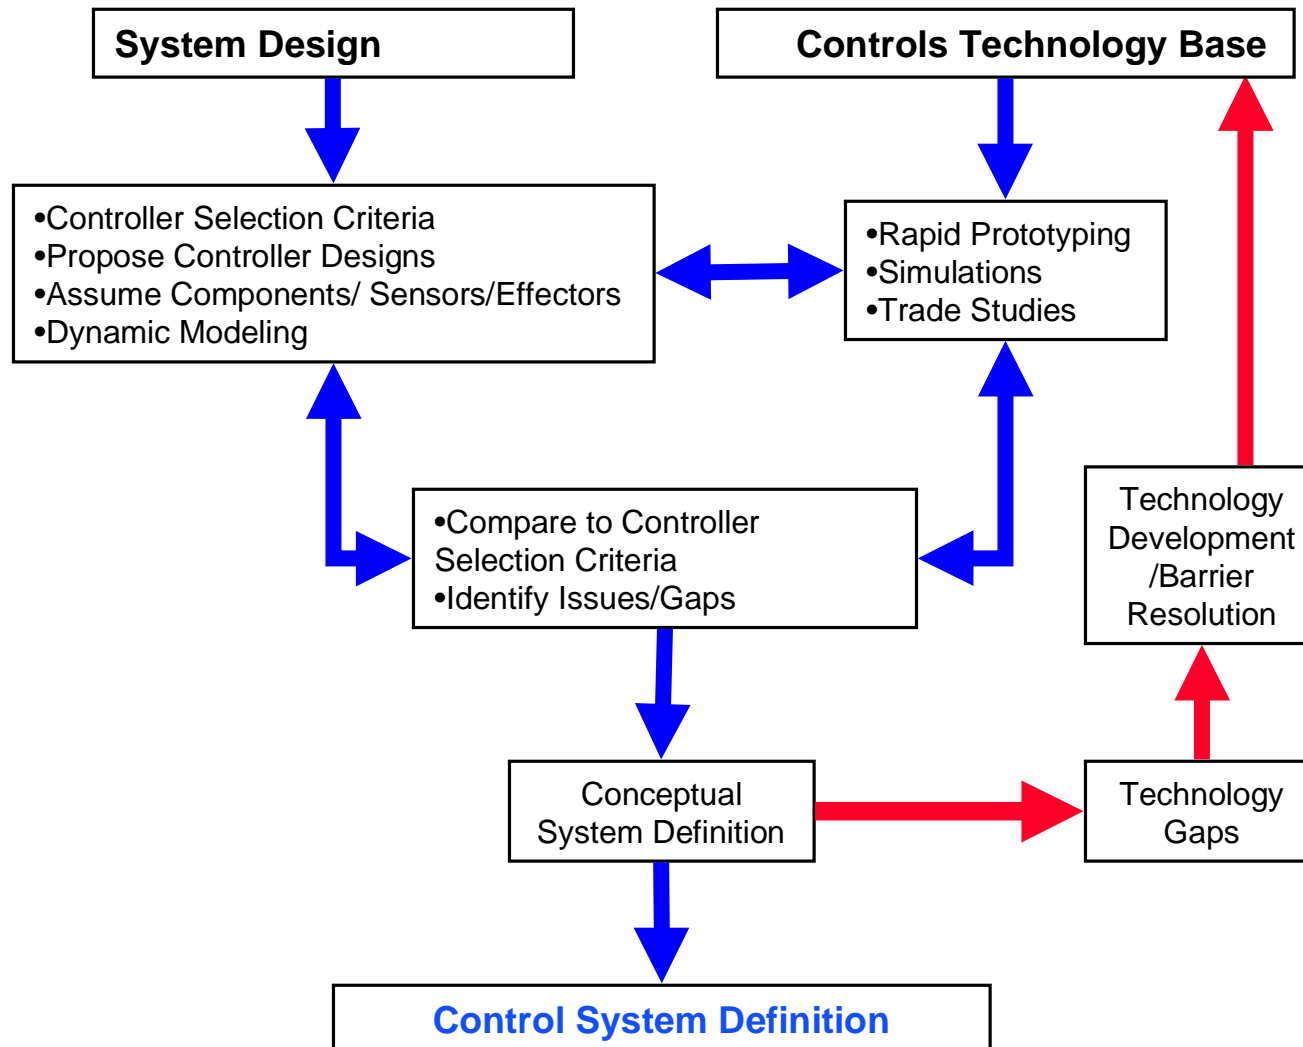 System Design
Controls Technology Base
•Controller Selection Criteria
•Propose Controller Designs
•Assume Components/ Sensors/Effectors
•Dynamic Modeling
•Rapid Prototyping
•Simulations
•Trade Studies
•Compare to Controller
Selection Criteria
•Identify Issues/Gaps
Technology
Development
/Barrier
Resolution
Conceptual
System Definition
Technology
Gaps
Control System Definition